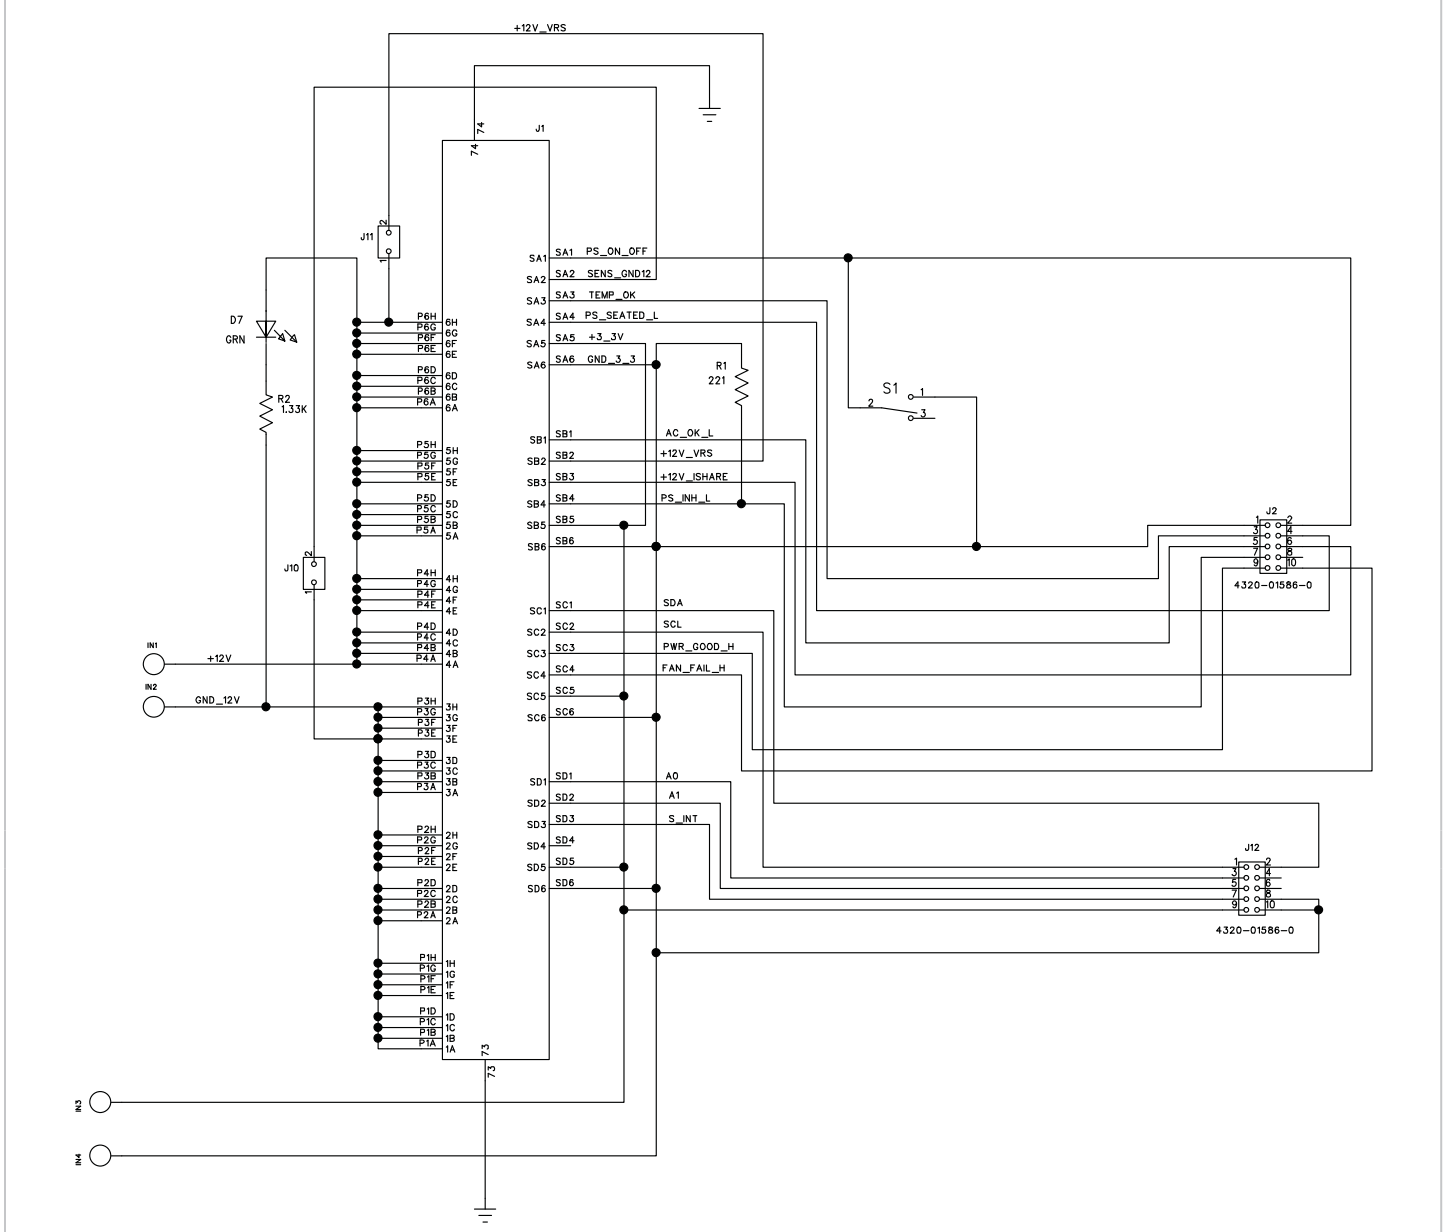 +12V_VRS
74
J1
74
2
J11
1
SA1 SA1 PS_ON_OFF
SA2 SA2 SENS_GND12
SA3 SA3 TEMP_OK
SA4 SA4 PS_SEATED_L
SA5 SA5 +3_3V
SA6 SA6 GND_3_3
D7
GRN
R2
1.33K
P6H 6H
P6G 6G
P6F 6F
P6E 6E
P6D 6D
P6C 6C
P6B 6B
P6A 6A
R1
221
S1
1
2
3
SB1 SB1 AC_OK_L
SB2 SB2 +12V_VRS
SB3 SB3 +12V_ISHARE
SB4 SB4 PS_INH_L
SB5 SB5
SB6 SB6
P5H 5H
P5G 5G
P5F 5F
P5E 5E
P5D 5D
P5C 5C
P5B 5B
P5A 5A
J2
1 2
3 4
5 6
7 8
9 10
4320-01586-0
2
J10
1
P4H 4H
P4G 4G
P4F 4F
P4E 4E
P4D 4D
P4C 4C
P4B 4B
P4A 4A
SC1 SC1 SDA
SC2 SC2 SCL
SC3 SC3 PWR_GOOD_H
SC4 SC4 FAN_FAIL_H
SC5 SC5
SC6 SC6
IN1
+12V
IN2
GND_12V
P3H 3H
P3G 3G
P3F 3F
P3E 3E
P3D 3D
P3C 3C
P3B 3B
P3A 3A
SD1 SD1 A0
SD2 SD2 A1
SD3 SD3 S_INT
SD4 SD4
SD5 SD5
SD6 SD6
P2H 2H
P2G 2G
P2F 2F
P2E 2E
P2D 2D
P2C 2C
P2B 2B
P2A 2A
J12
1 2
3 4
5 6
7 8
9 10
4320-01586-0
P1H 1H
P1G 1G
P1F 1F
P1E 1E
P1D 1D
P1C 1C
P1B 1B
P1A 1A
73
73
IN3
IN4